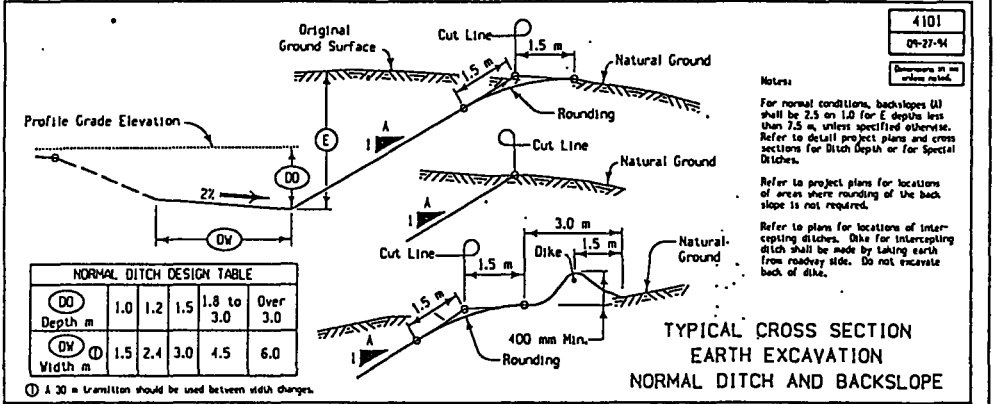 4101
09-27-94
Dimensions in mm
unless noted.
Original
Ground Surface
Cut Line
1.5 m
1.5 m
Natural Ground
Rounding
Profile Grade Elevation
A
1
E
DD
2%
DW
Cut Line
Natural Ground
A
1
3.0 m
1.5 m
Cut Line
1.5 m
Dike
Natural
Ground
1.5 m
400 mm Min.
Rounding
A
1
Notes:
For normal conditions, backslopes (A)
shall be 2.5 on 1.0 for E depths less
than 7.5 m, unless specified otherwise.
Refer to detail project plans and cross
sections for Ditch Depth or for Special
Ditches.
Refer to project plans for locations
of areas where rounding of the back
slope is not required.
Refer to plans for locations of inter-
cepting ditches. Dike for intercepting
ditch shall be made by taking earth
from roadway side. Do not excavate
back of dike.
NORMAL DITCH DESIGN TABLE
DD Depth m 1.0 1.2 1.5 1.8 to 3.0 Over 3.0
DW ① Width m 1.5 2.4 3.0 4.5 6.0
① A 30 m transition should be used between width changes.
TYPICAL CROSS SECTION
EARTH EXCAVATION
NORMAL DITCH AND BACKSLOPE